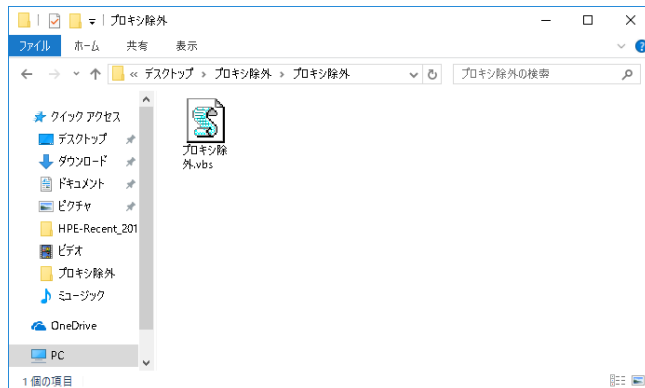 プロキシ除外
ファイル ホーム 共有 表示
« デスクトップ › プロキシ除外 › プロキシ除外
プロキシ除外の検索
クイック アクセス
デスクトップ
ダウンロード
ドキュメント
ピクチャ
HPE-Recent_201
ビデオ
プロキシ除外
ミュージック
OneDrive
PC
プロキシ除
外.vbs
1 個の項目